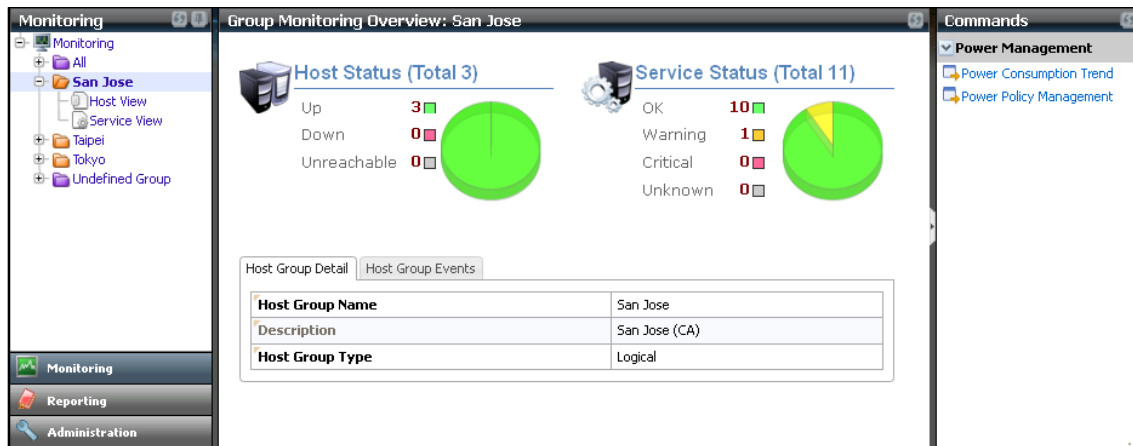 Monitoring
Monitoring
All
San Jose
Host View
Service View
Taipei
Tokyo
Undefined Group
Monitoring
Reporting
Administration
Group Monitoring Overview: San Jose
Host Status (Total 3)
Up 3
Down 0
Unreachable 0
Service Status (Total 11)
OK 10
Warning 1
Critical 0
Unknown 0
Host Group Detail
Host Group Events
Host Group Name San Jose
Description San Jose (CA)
Host Group Type Logical
Commands
Power Management
Power Consumption Trend
Power Policy Management